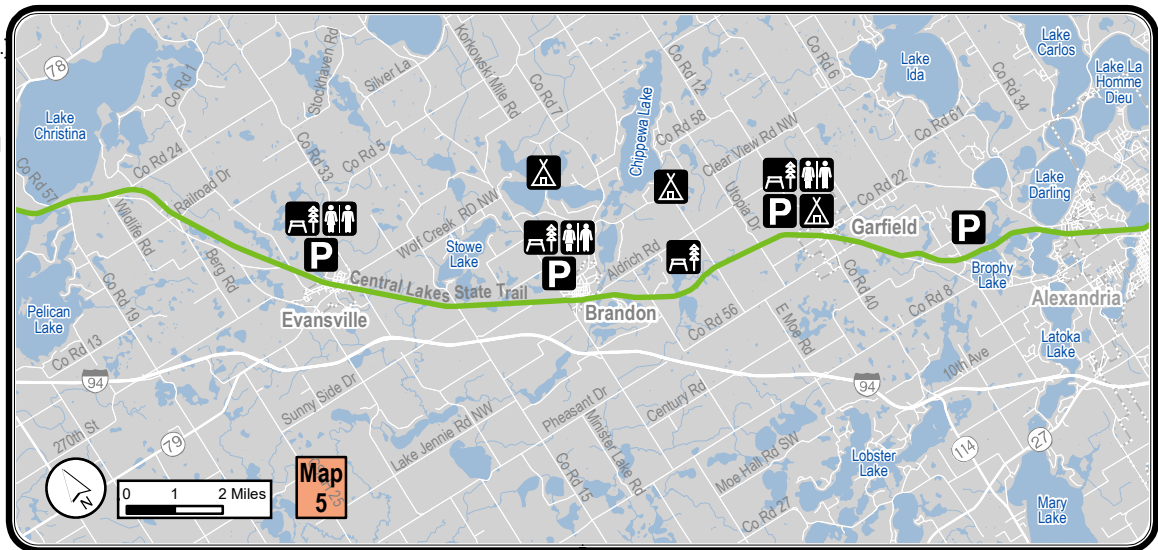 78
Lake
Christina
Co Rd 1
Stockhaven Rd
Silver La
Korkowski Mile Rd
Co Rd 7
Chippewa Lake
Co Rd 12
Co Rd 58
Clear View Rd NW
Co Rd 6
Lake
Ida
Co Rd 61
Co Rd 34
Lake
Carlos
Lake La
Homme
Dieu
Co Rd 57
Co Rd 24
Railroad Dr
Wildlife Rd
Berg Rd
Co Rd 33
Co Rd 5
Wolf Creek RD NW
Stowe
Lake
Aldrich Rd
Utopia Dr
Co Rd 22
Garfield
Lake
Darling
P
P
P
P
Central Lakes State Trail
Evansville
Brandon
Brophy
Lake
Alexandria
Pelican
Lake
Co Rd 19
Co Rd 13
Co Rd 56
E Moe Rd
Co Rd 40
Co Rd 8
Latoka
Lake
10th Ave
94
94
Sunny Side Dr
270th St
79
Lake Jennie Rd NW
Pheasant Dr
Minister Lake Rd
Century Rd
Moe Hall Rd SW
Co Rd 15
Co Rd 27
Lobster
Lake
114
27
Mary
Lake
N
0 1 2 Miles
Map
5